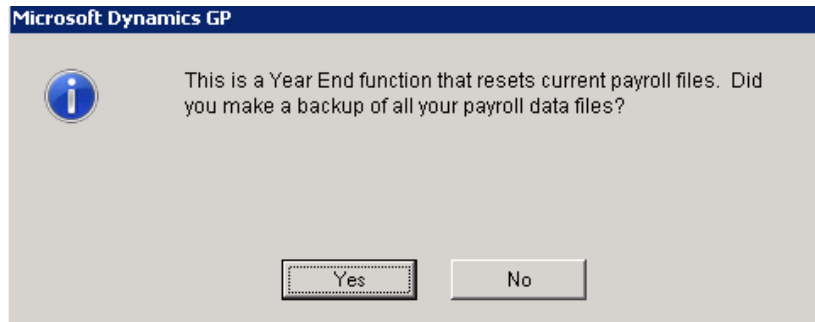 Microsoft Dynamics GP
This is a Year End function that resets current payroll files.  Did
you make a backup of all your payroll data files?
Yes
No